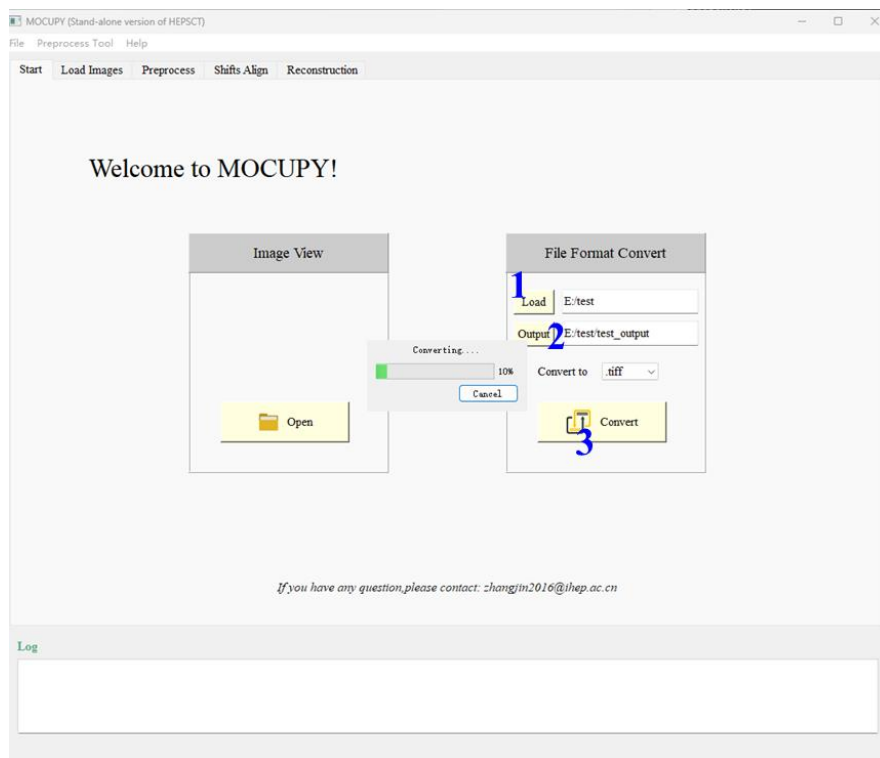 MOCUPY (Stand-alone version of HEPSCT)
File Preprocess Tool Help
Start Load Images Preprocess Shifts Align Reconstruction
Welcome to MOCUPY!
Image View
Open
File Format Convert
1
Load E:/test
Output 2 E:/test/test_output
Convert to .tiff
Convert
3
Converting....
10%
Cancel
If you have any question,please contact: zhangjin2016@ihep.ac.cn
Log